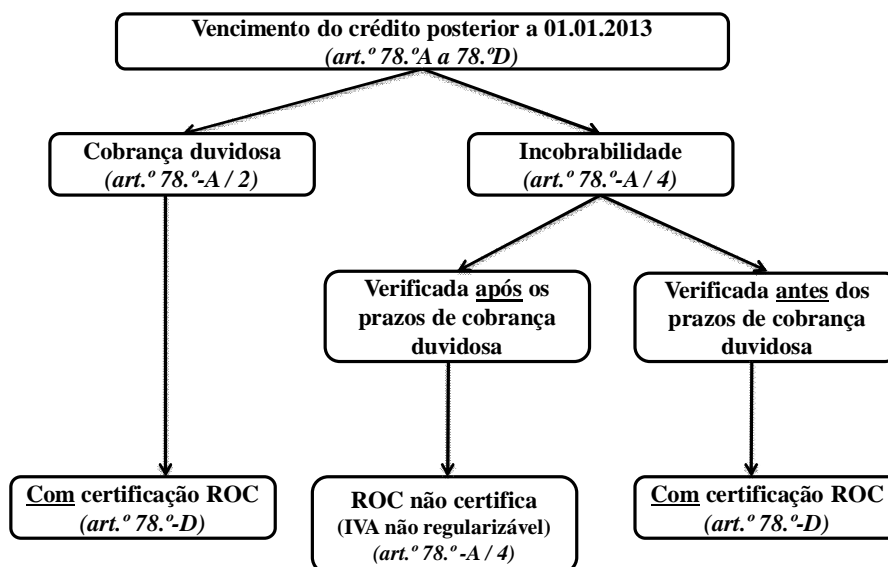 Vencimento do crédito posterior a 01.01.2013
(art.º 78.ºA a 78.ºD)
Cobrança duvidosa
(art.º 78.º-A / 2)
Incobrabilidade
(art.º 78.º-A / 4)
Verificada após os
prazos de cobrança
duvidosa
Verificada antes dos
prazos de cobrança
duvidosa
Com certificação ROC
(art.º 78.º-D)
ROC não certifica
(IVA não regularizável)
(art.º 78.º -A / 4)
Com certificação ROC
(art.º 78.º-D)